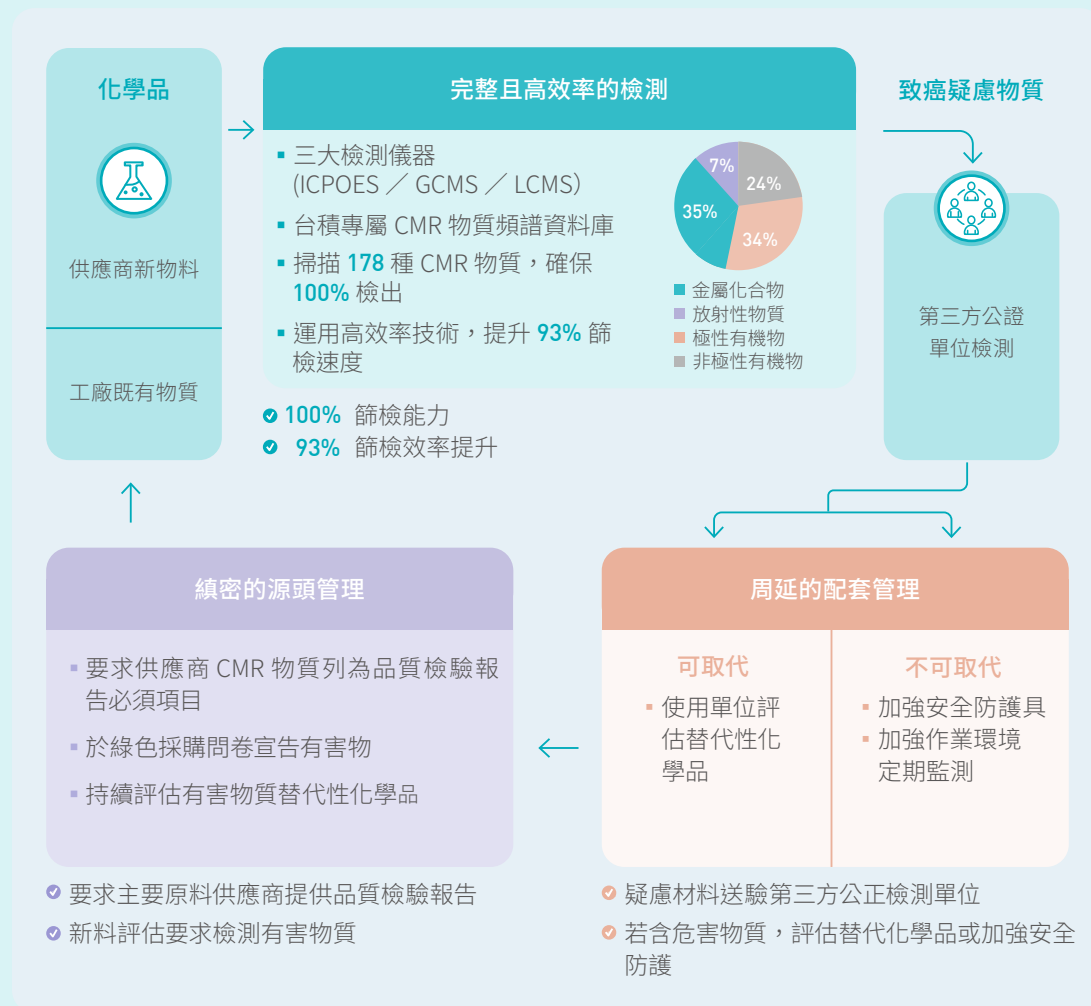 化學品
供應商新物料
工廠既有物質
完整且高效率的檢測
▪ 三大檢測儀器
(ICPOES ／ GCMS ／ LCMS）
▪ 台積專屬 CMR 物質頻譜資料庫
▪ 掃描 178 種 CMR 物質，確保
100% 檢出
▪ 運用高效率技術，提升 93% 篩
檢速度
7%
24%
35%
34%
金屬化合物
放射性物質
極性有機物
非極性有機物
100% 篩檢能力
93% 篩檢效率提升
致癌疑慮物質
第三方公證
單位檢測
周延的配套管理
可取代
▪ 使用單位評
估替代性化
學品
不可取代
▪ 加強安全防護具
▪ 加強作業環境
定期監測
疑慮材料送驗第三方公正檢測單位
若含危害物質，評估替代化學品或加強安全
防護
縝密的源頭管理
▪ 要求供應商 CMR 物質列為品質檢驗報
告必須項目
▪ 於綠色採購問卷宣告有害物
▪ 持續評估有害物質替代性化學品
要求主要原料供應商提供品質檢驗報告
新料評估要求檢測有害物質